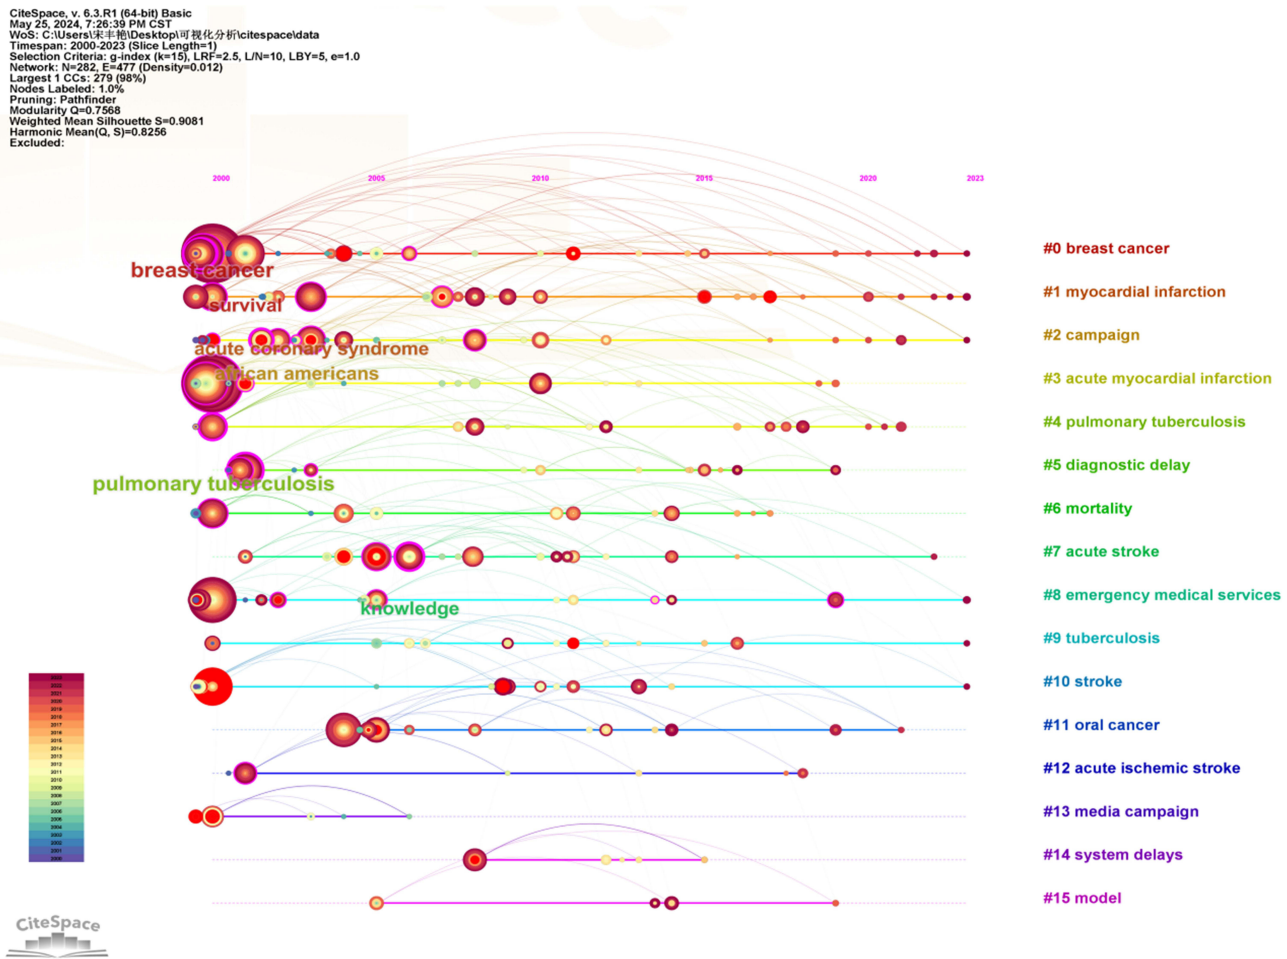 CiteSpace, v. 6.3.R1 (64-bit) Basic
May 25, 2024, 7:26:39 PM CST
WoS: C:\Users\宋丰艳\Desktop\可视化分析\citespace\data
Timespan: 2000-2023 (Slice Length=1)
Selection Criteria: g-index (k=15), LRF=2.5, L/N=10, LBY=5, e=1.0
Network: N=282, E=477 (Density=0.012)
Largest 1 CCs: 279 (98%)
Nodes Labeled: 1.0%
Pruning: Pathfinder
Modularity Q=0.7568
Weighted Mean Silhouette S=0.9081
Harmonic Mean(Q, S)=0.8256
Excluded:
2000 2005 2010 2015 2020 2023
#0 breast cancer
breast cancer
#1 myocardial infarction
survival
#2 campaign
acute coronary syndrome
african americans
#3 acute myocardial infarction
#4 pulmonary tuberculosis
#5 diagnostic delay
pulmonary tuberculosis
#6 mortality
#7 acute stroke
#8 emergency medical services
knowledge
#9 tuberculosis
#10 stroke
#11 oral cancer
#12 acute ischemic stroke
#13 media campaign
#14 system delays
#15 model
CiteSpace